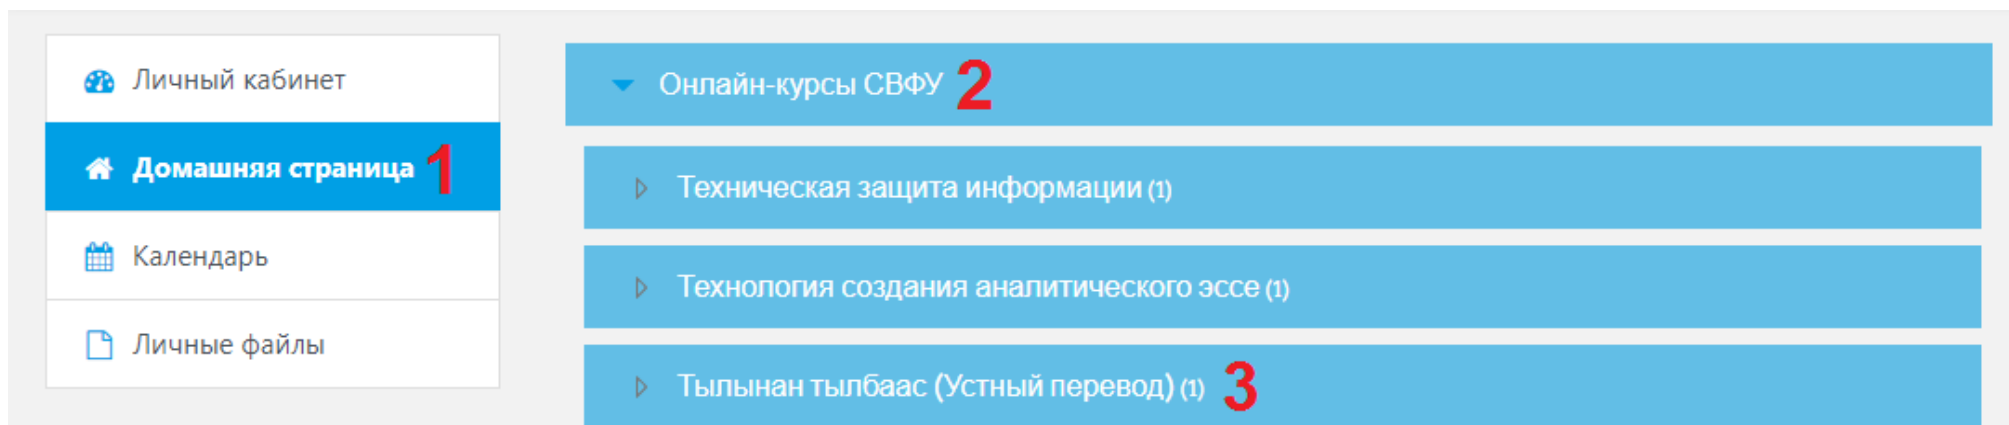 Личный кабинет
Домашняя страница 1
Календарь
Личные файлы
Онлайн-курсы СВФУ 2
Техническая защита информации (1)
Технология создания аналитического эссе (1)
Тылынан тылбаас (Устный перевод) (1) 3